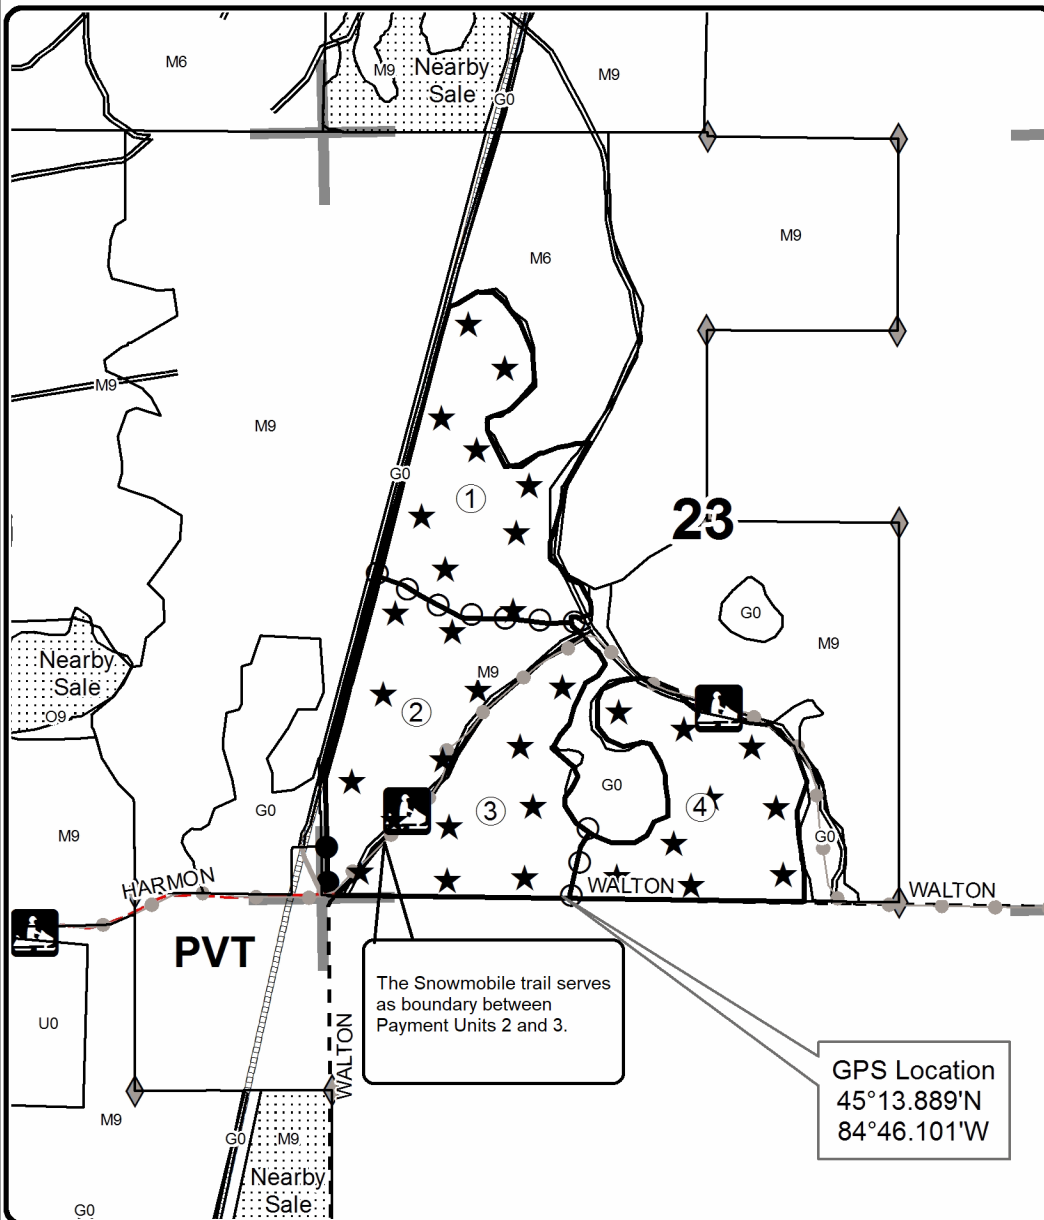 M6
M9
Nearby
Sale
M9
G0
M9
M6
M9
M9
G0
1
23
G0
M9
Nearby
Sale
O9
M9
2
G0
G0
3
4
M9
G0
HARMON
WALTON
WALTON
PVT
The Snowmobile trail serves
as boundary between
Payment Units 2 and 3.
U0
WALTON
GPS Location
45°13.889'N
84°46.101'W
M9
G0
M9
Nearby
Sale
G0